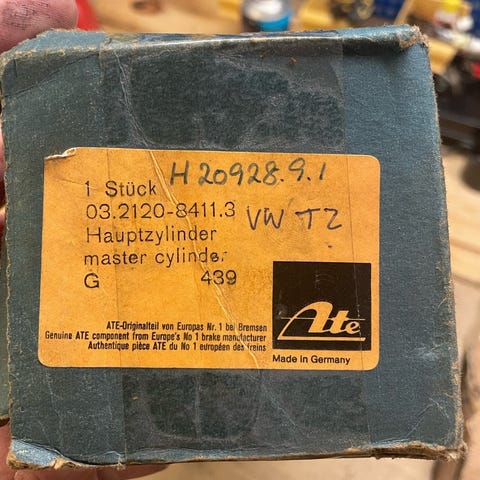 H20928.9.1
1 Stück
03.2120-8411.3
VW T2
Hauptzylinder
master cylinder
G 439
Ate
ATE-Originalteil von Europas Nr. 1 bei Bremsen
Genuine ATE component from Europe's No 1 brake manufacturer
Authentique pièce ATE du No 1 européen des freins
Made in Germany